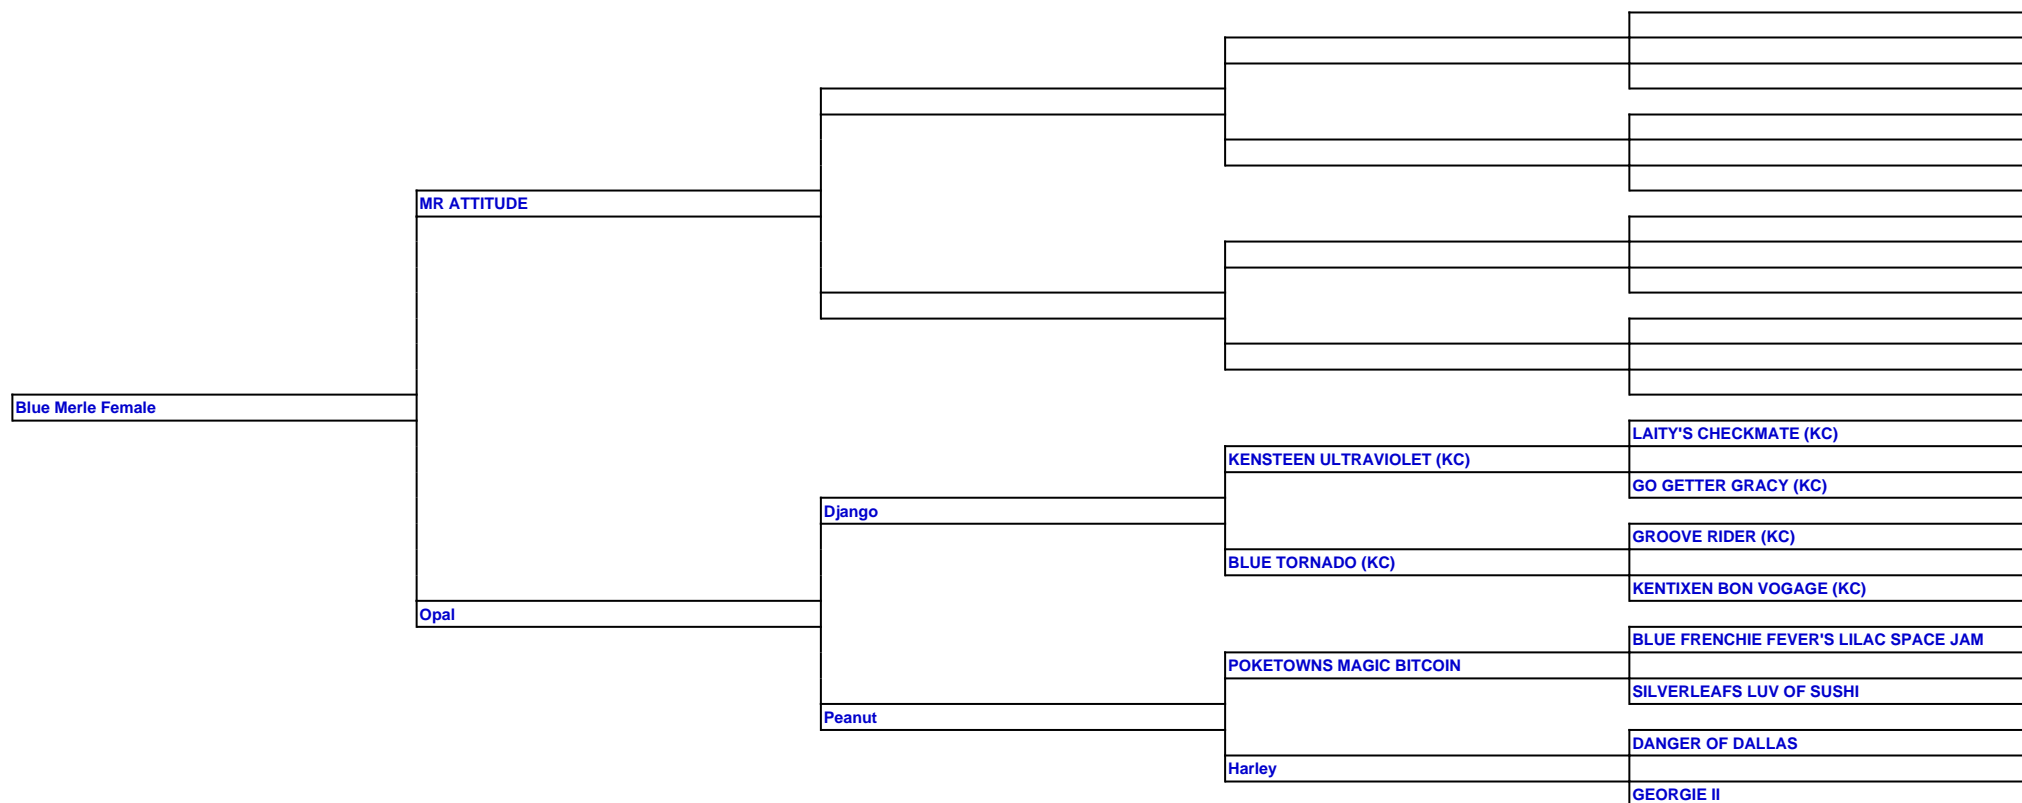 MR ATTITUDE
Blue Merle Female
LAITY'S CHECKMATE (KC)
KENSTEEN ULTRAVIOLET (KC)
GO GETTER GRACY (KC)
Django
GROOVE RIDER (KC)
BLUE TORNADO (KC)
KENTIXEN BON VOGAGE (KC)
Opal
BLUE FRENCHIE FEVER'S LILAC SPACE JAM
POKETOWNS MAGIC BITCOIN
SILVERLEAFS LUV OF SUSHI
Peanut
DANGER OF DALLAS
Harley
GEORGIE II